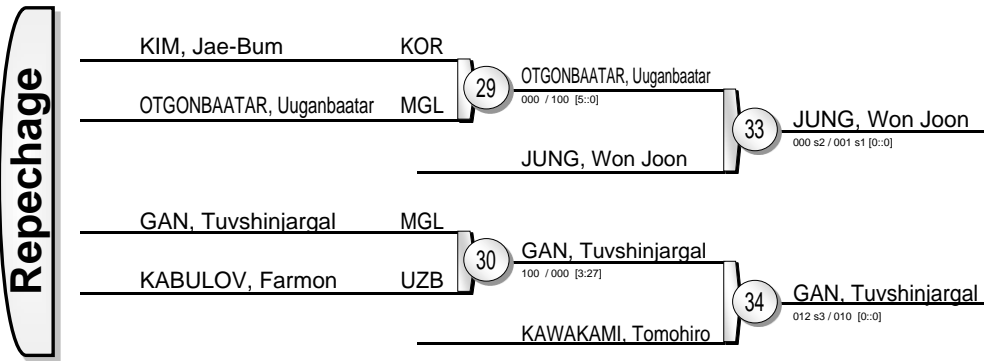 Repechage
KIM, Jae-Bum KOR
OTGONBAATAR, Uuganbaatar MGL
29
OTGONBAATAR, Uuganbaatar
000 / 100 [5::0]
JUNG, Won Joon
33
JUNG, Won Joon
000 s2 / 001 s1 [0::0]
GAN, Tuvshinjargal MGL
KABULOV, Farmon UZB
30
GAN, Tuvshinjargal
100 / 000 [3:27]
KAWAKAMI, Tomohiro
34
GAN, Tuvshinjargal
012 s3 / 010 [0::0]